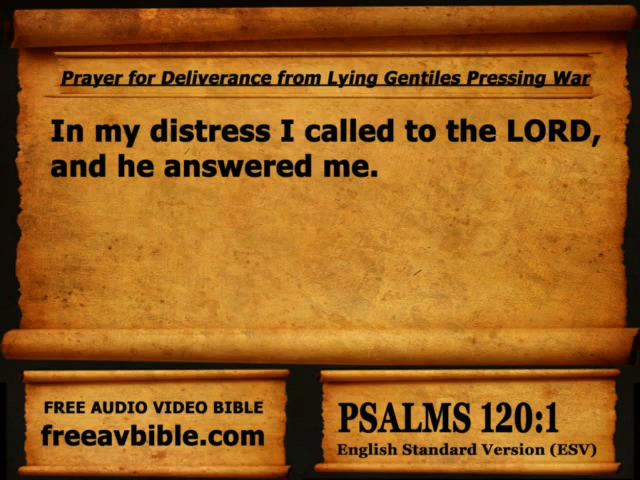 Prayer for Deliverance from Lying Gentiles Pressing War
In my distress I called to the LORD,
and he answered me.
FREE AUDIO VIDEO BIBLE
freeavbible.com
PSALMS 120:1
English Standard Version (ESV)